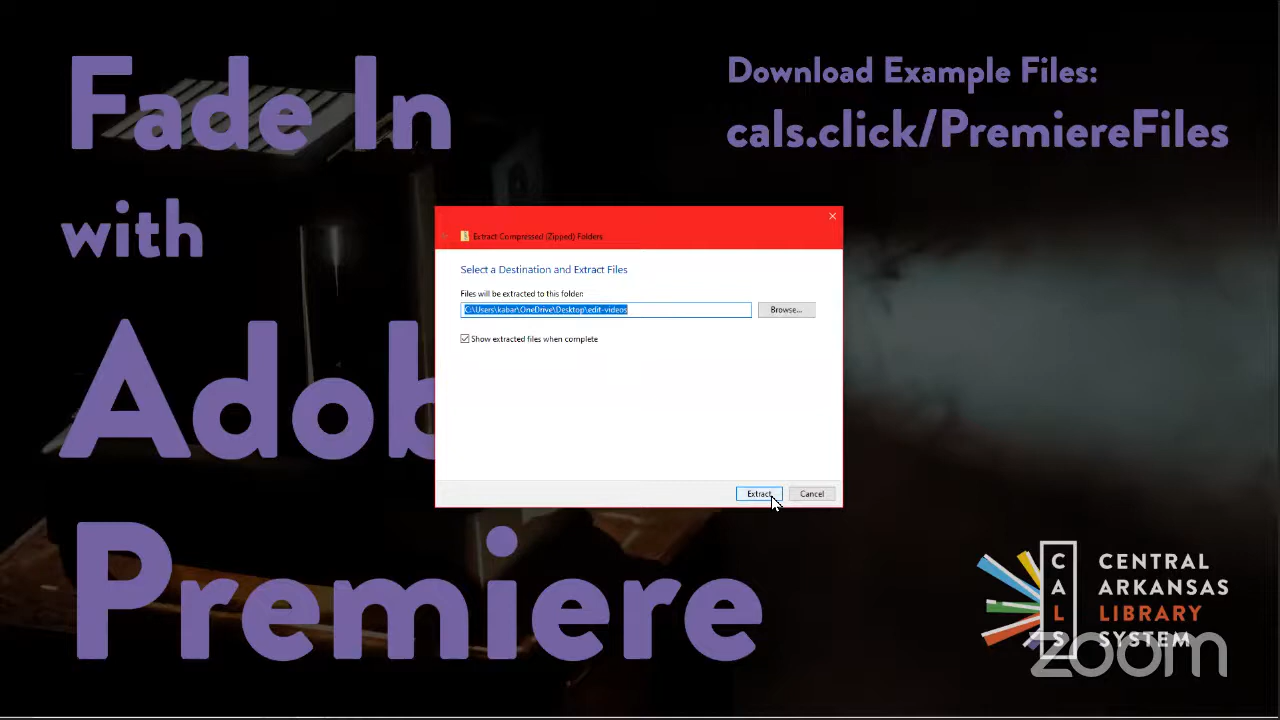 Fade In
with
Adob
Premiere
Download Example Files:
cals.click/PremiereFiles
Extract Compressed (Zipped) Folders
Select a Destination and Extract Files
Files will be extracted to this folder:
C:\Users\kabar\OneDrive\Desktop\edit-videos
Browse...
Show extracted files when complete
Extract
Cancel
CALS
CENTRAL
ARKANSAS
LIBRARY
SYSTEM
zoom